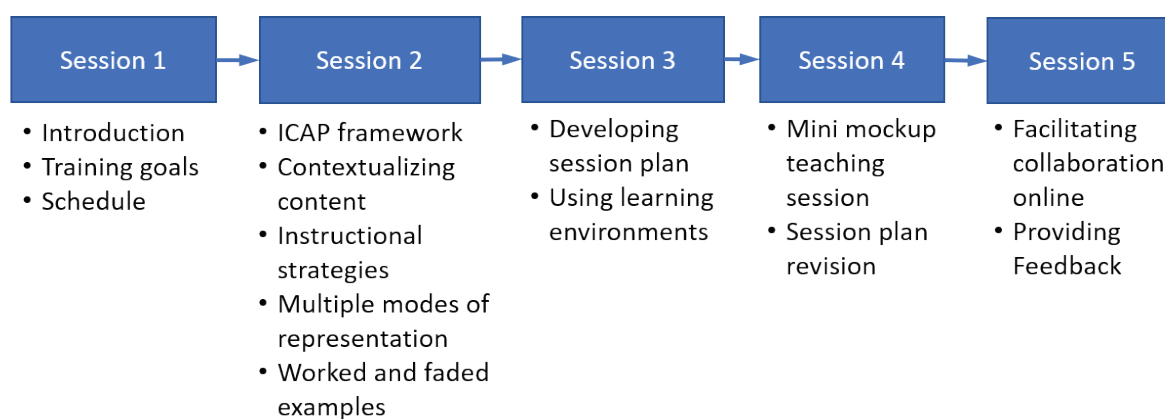 Session 1
• Introduction
• Training goals
• Schedule
Session 2
• ICAP framework
• Contextualizing
content
• Instructional
strategies
• Multiple modes of
representation
• Worked and faded
examples
Session 3
• Developing
session plan
• Using learning
environments
Session 4
• Mini mockup
teaching
session
• Session plan
revision
Session 5
• Facilitating
collaboration
online
• Providing
Feedback